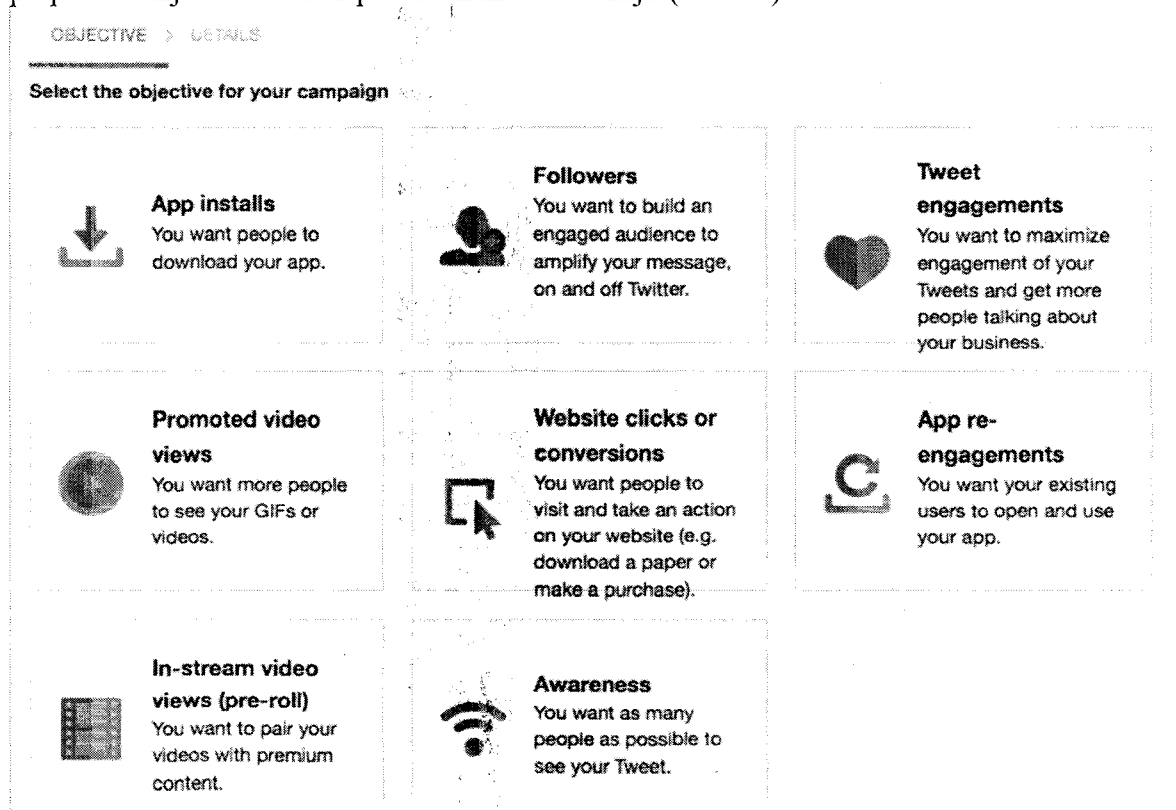 OBJECTIVE > DETAILS
Select the objective for your campaign
App installs
You want people to
download your app.
Followers
You want to build an
engaged audience to
amplify your message,
on and off Twitter.
Tweet
engagements
You want to maximize
engagement of your
Tweets and get more
people talking about
your business.
Promoted video
views
You want more people
to see your GIFs or
videos.
Website clicks or
conversions
You want people to
visit and take an action
on your website (e.g.
download a paper or
make a purchase).
App re-
engagements
You want your existing
users to open and use
your app.
In-stream video
views (pre-roll)
You want to pair your
videos with premium
content.
Awareness
You want as many
people as possible to
see your Tweet.